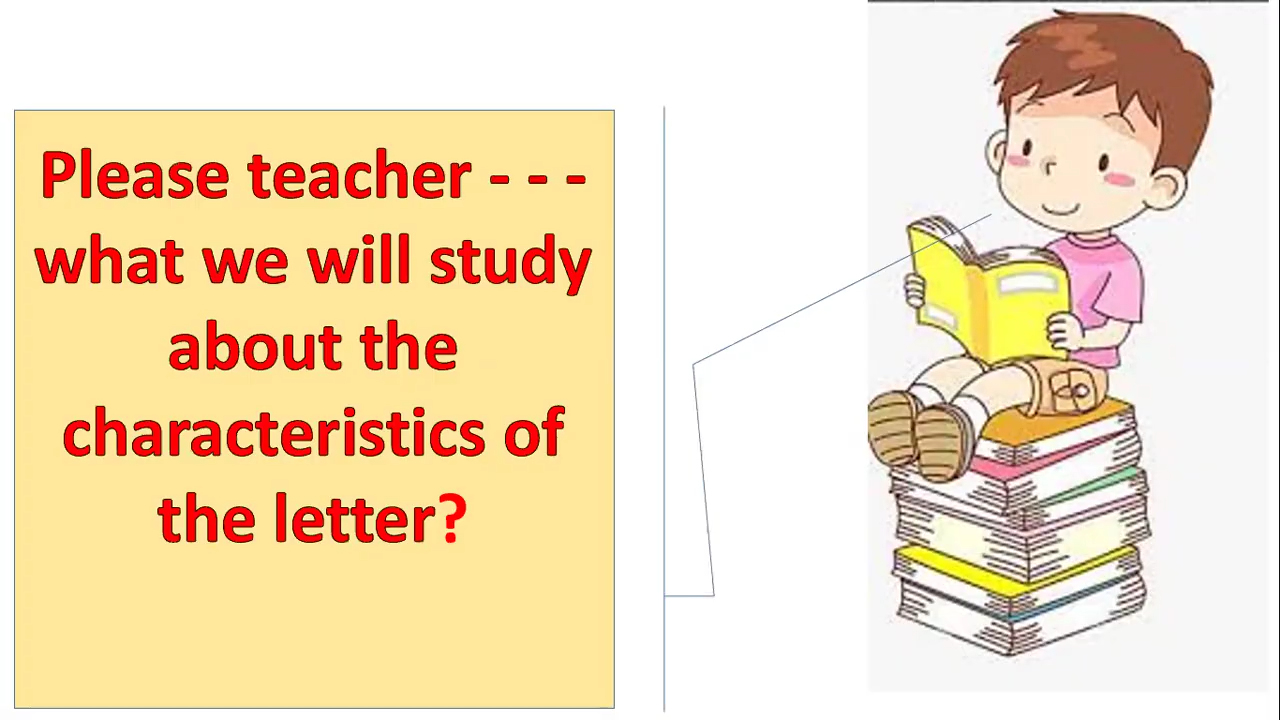 Please teacher - - -
what we will study
about the
characteristics of
the letter?